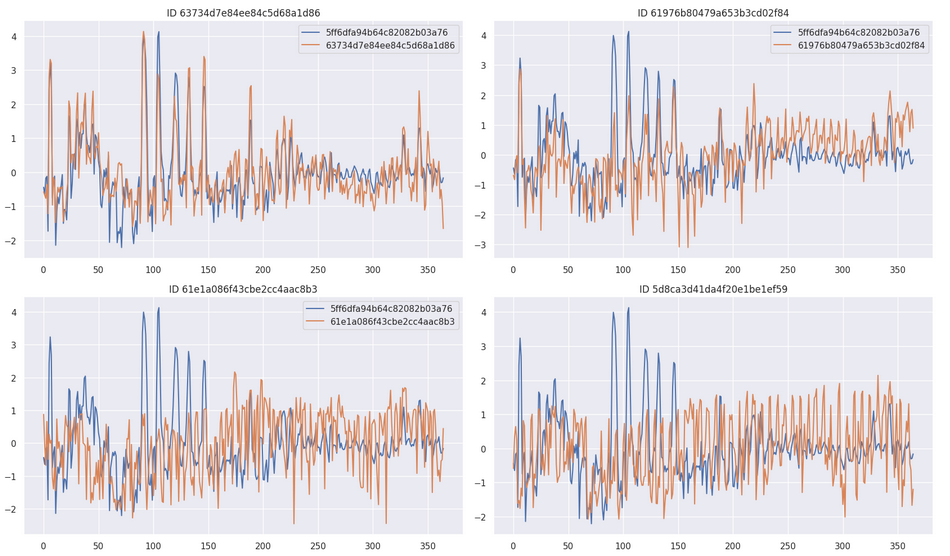 ID 63734d7e84ee84c5d68a1d86
5ff6dfa94b64c82082b03a76
63734d7e84ee84c5d68a1d86
4
3
2
1
0
−1
−2
0 50 100 150 200 250 300 350
ID 61976b80479a653b3cd02f84
5ff6dfa94b64c82082b03a76
61976b80479a653b3cd02f84
4
3
2
1
0
−1
−2
−3
0 50 100 150 200 250 300 350
ID 61e1a086f43cbe2cc4aac8b3
5ff6dfa94b64c82082b03a76
61e1a086f43cbe2cc4aac8b3
4
3
2
1
0
−1
−2
0 50 100 150 200 250 300 350
ID 5d8ca3d41da4f20e1be1ef59
5ff6dfa94b64c82082b03a76
5d8ca3d41da4f20e1be1ef59
4
3
2
1
0
−1
−2
0 50 100 150 200 250 300 350